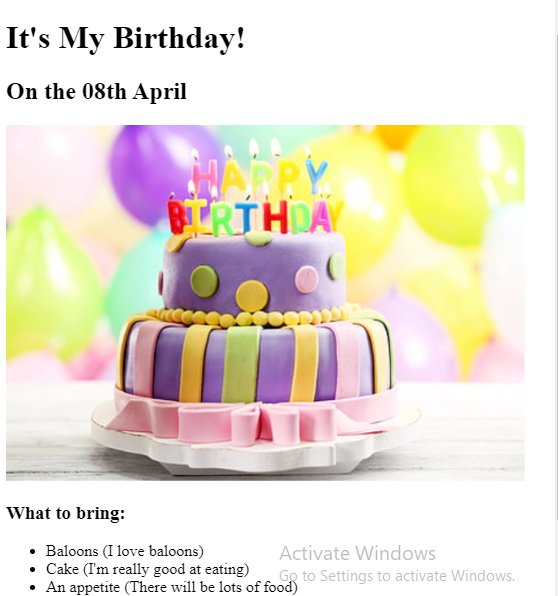 It's My Birthday!
On the 08th April
HAPPY
BIRTHDAY
What to bring:
Baloons (I love baloons)
Cake (I'm really good at eating)
An appetite (There will be lots of food)
Activate Windows
Go to Settings to activate Windows.